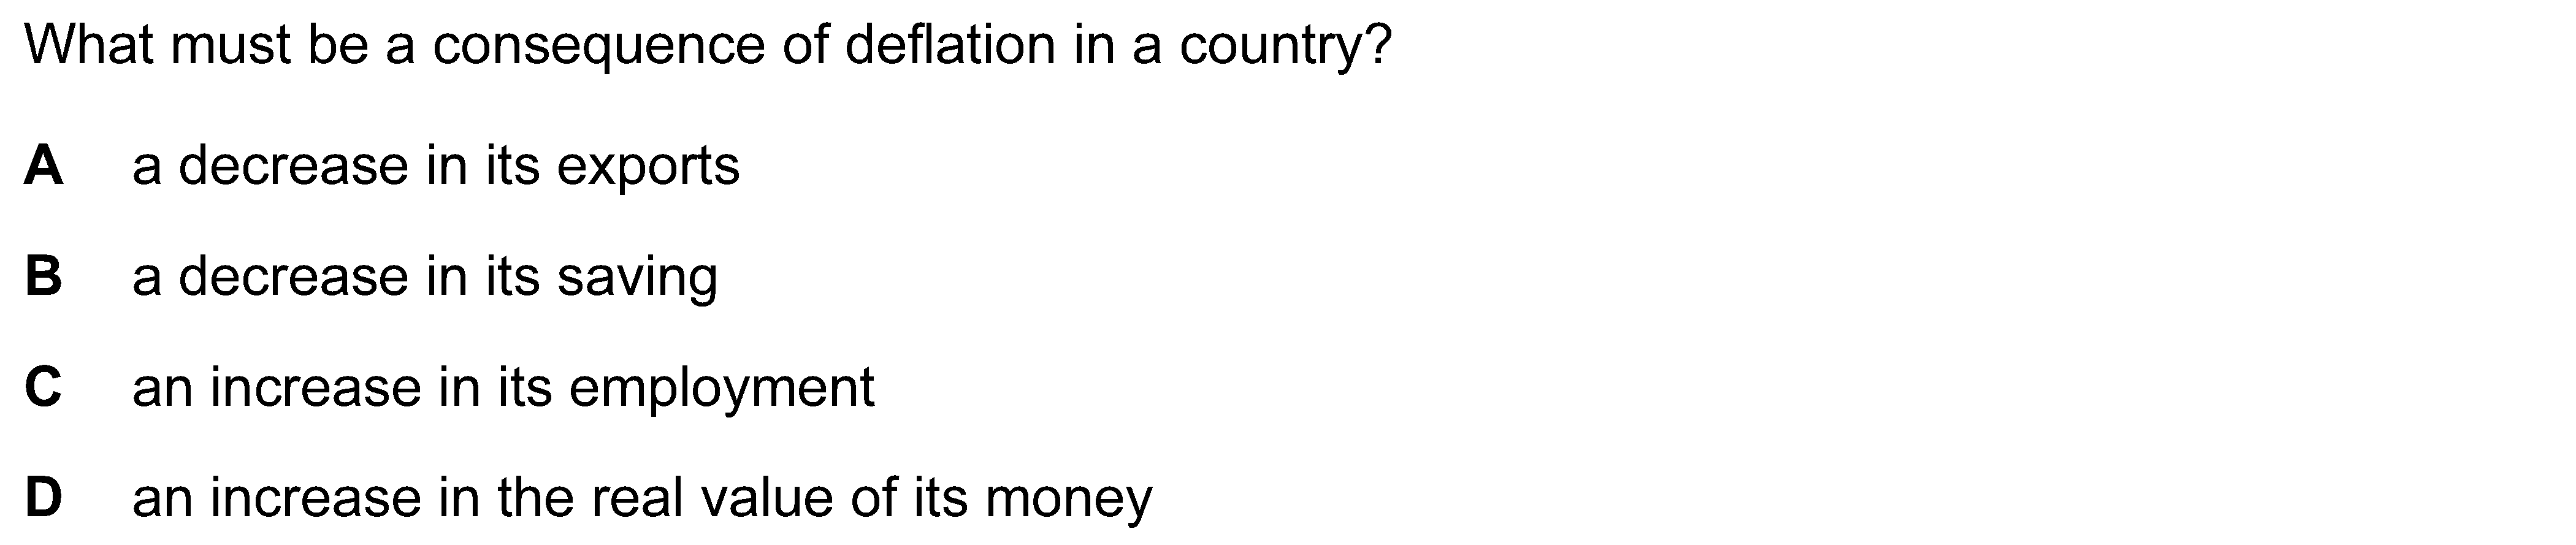 What must be a consequence of deflation in a country?
A a decrease in its exports
B a decrease in its saving
C an increase in its employment
D an increase in the real value of its money